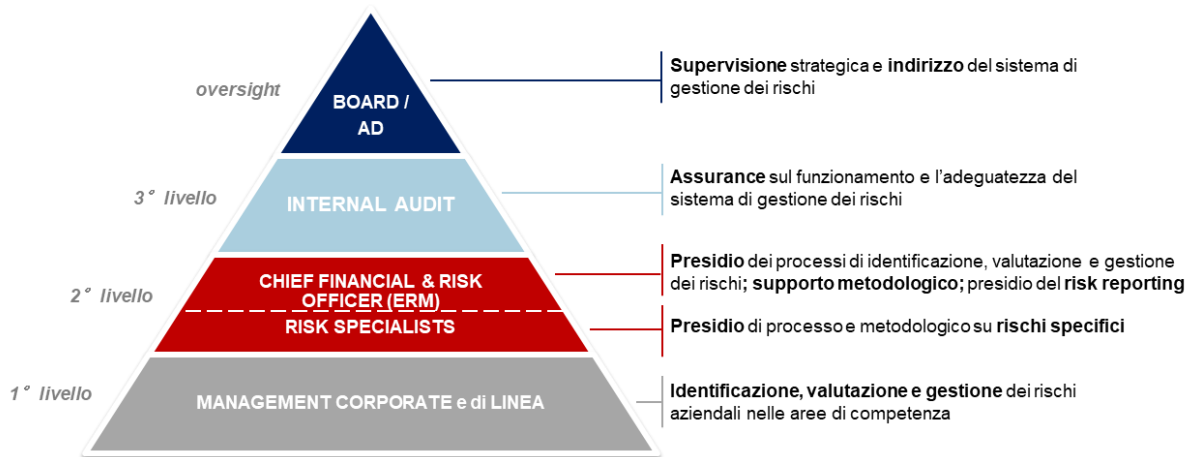 oversight
BOARD /
AD
Supervisione strategica e indirizzo del sistema di
gestione dei rischi
3° livello
INTERNAL AUDIT
Assurance sul funzionamento e l'adeguatezza del
sistema di gestione dei rischi
2° livello
CHIEF FINANCIAL & RISK
OFFICER (ERM)
Presidio dei processi di identificazione, valutazione e gestione
dei rischi; supporto metodologico; presidio del risk reporting
RISK SPECIALISTS
Presidio di processo e metodologico su rischi specifici
1° livello
MANAGEMENT CORPORATE e di LINEA
Identificazione, valutazione e gestione dei rischi
aziendali nelle aree di competenza